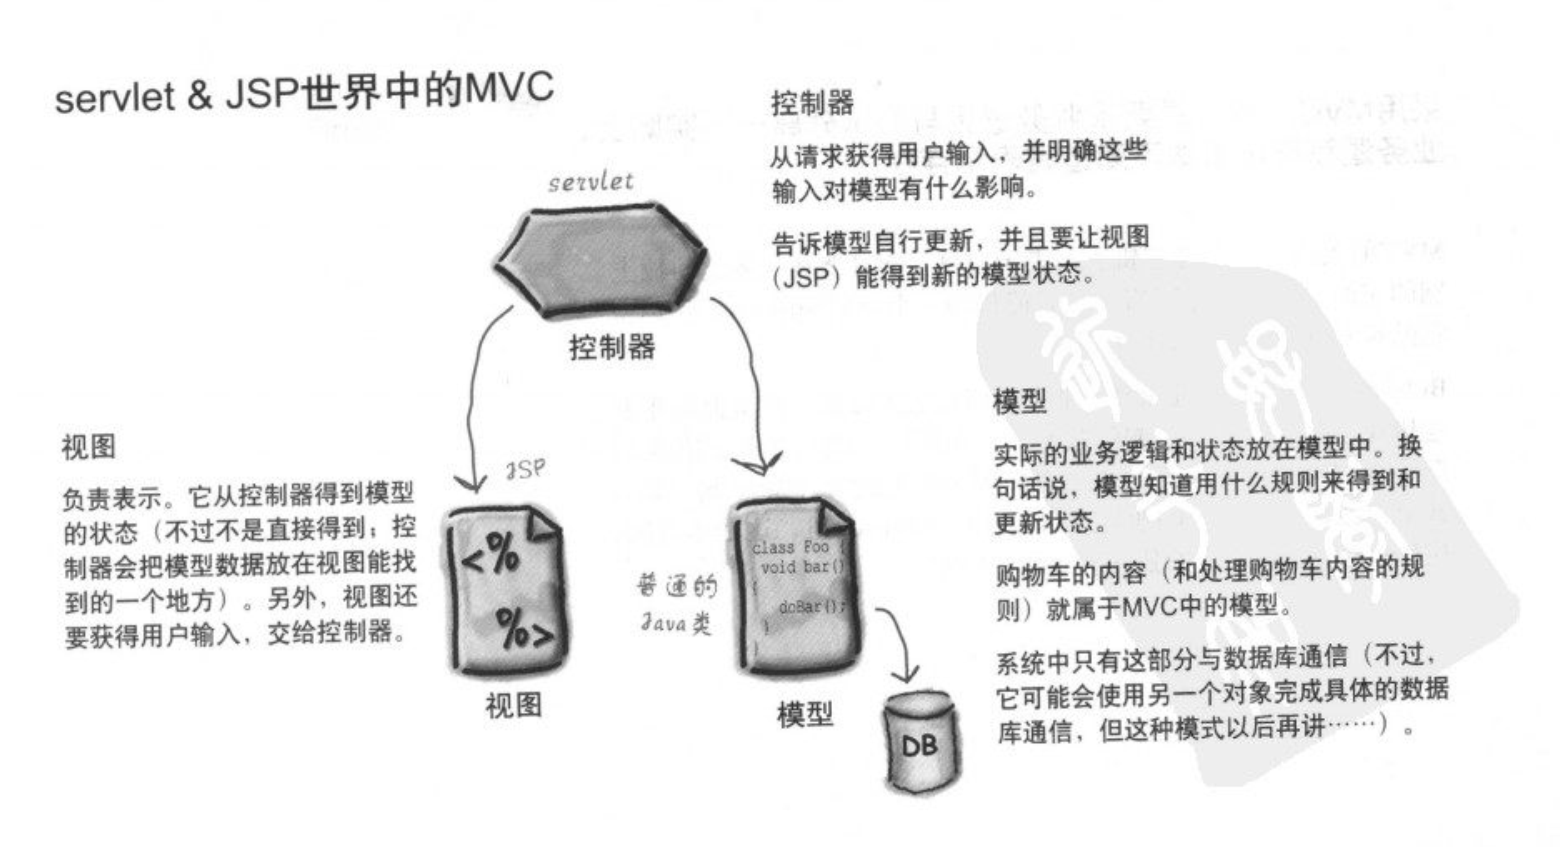 servlet & JSP世界中的MVC
控制器
从请求获得用户输入，并明确这些
输入对模型有什么影响。
告诉模型自行更新，并且要让视图
（JSP）能得到新的模型状态。
servlet
控制器
视图
负责表示。它从控制器得到模型
的状态（不过不是直接得到；控
制器会把模型数据放在视图能找
到的一个地方）。另外，视图还
要获得用户输入，交给控制器。
JSP
<%
%>
视图
普通的
Java类
class Foo {
void bar()
{
doBar();
}
}
模型
DB
模型
实际的业务逻辑和状态放在模型中。换
句话说，模型知道用什么规则来得到和
更新状态。
购物车的内容（和处理购物车内容的规
则）就属于MVC中的模型。
系统中只有这部分与数据库通信（不过，
它可能会使用另一个对象完成具体的数据
库通信，但这种模式以后再讲……）。